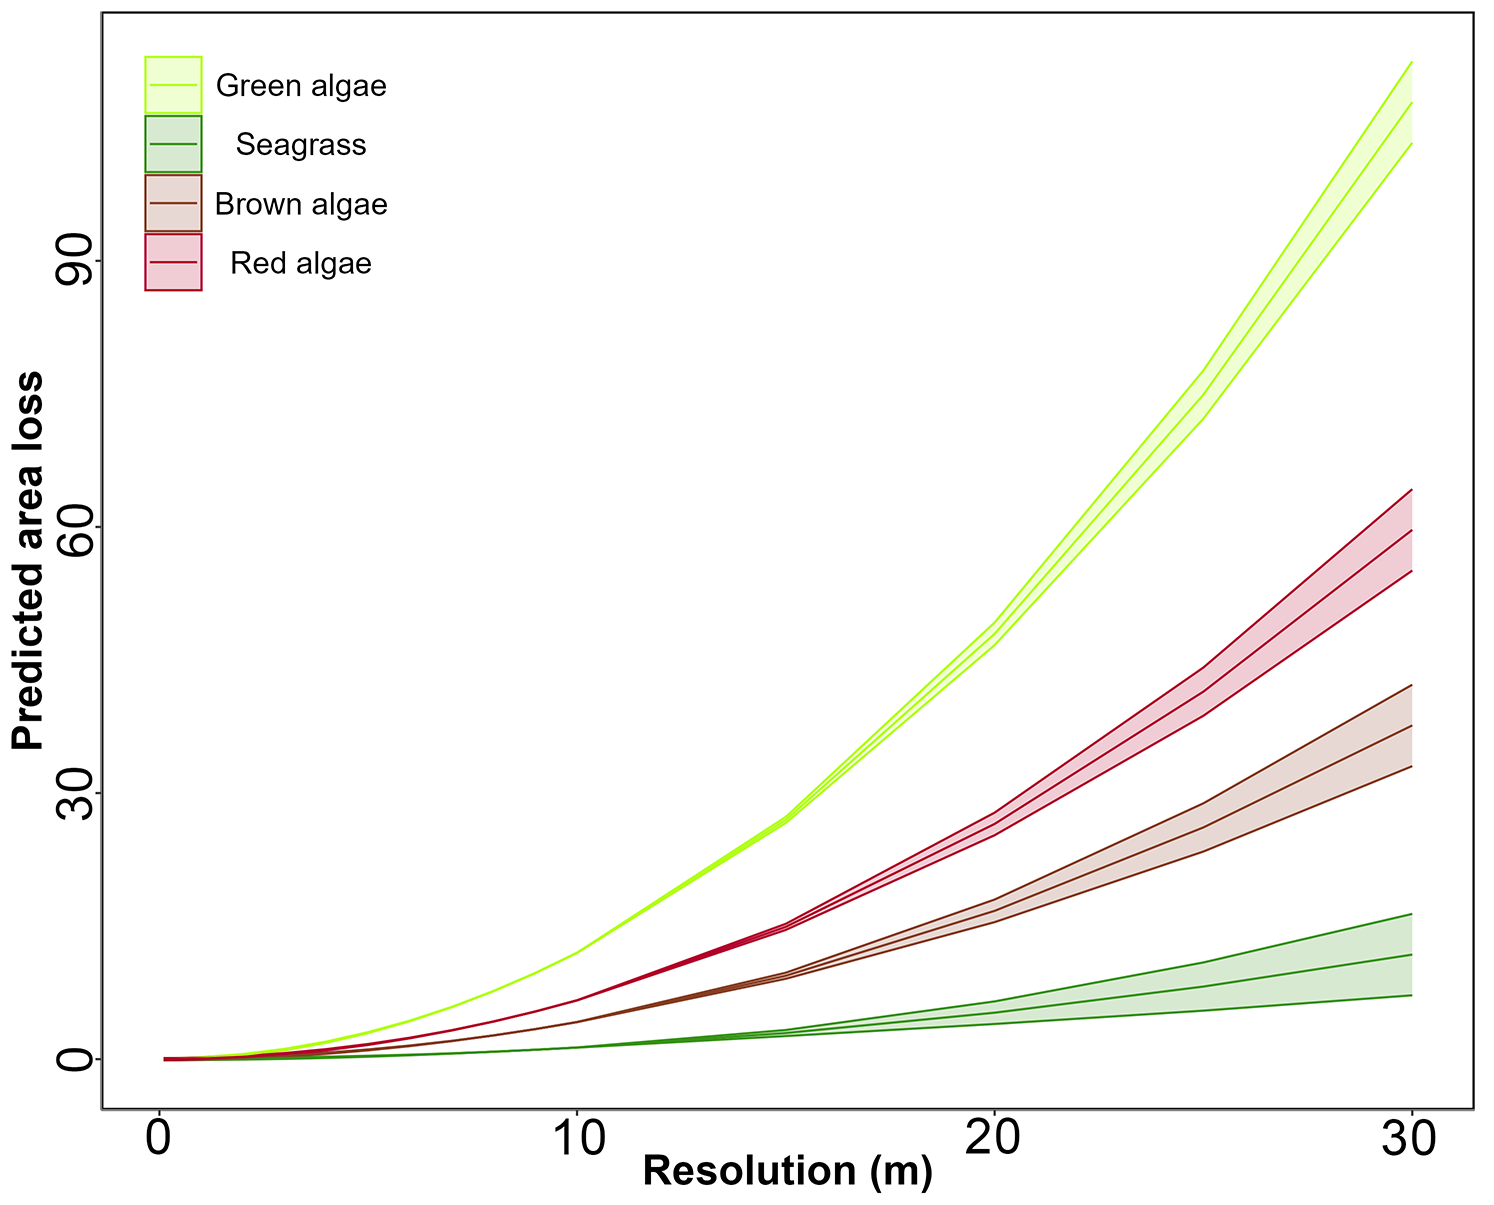 Green algae
Seagrass
Brown algae
Red algae
Predicted area loss
90
60
30
0
0 10 20 30
Resolution (m)